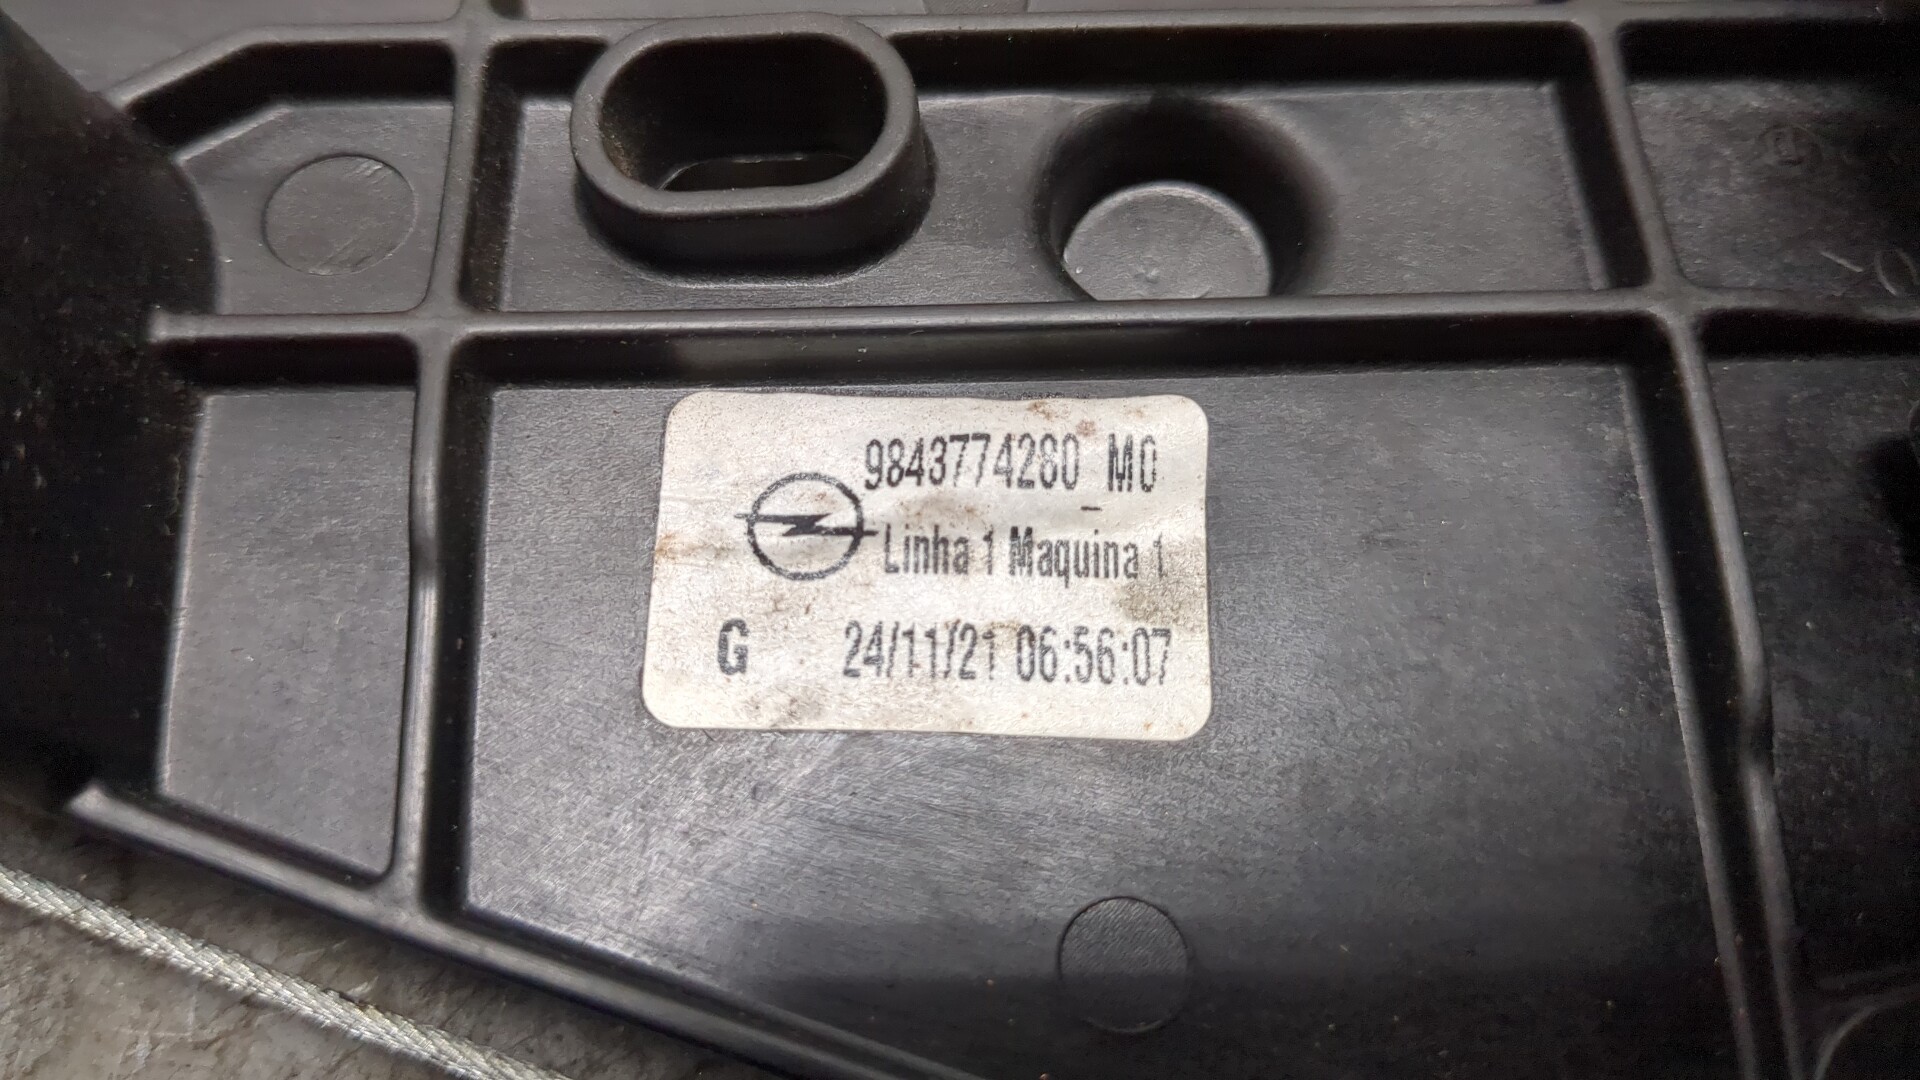 9843774280 M0
Linha 1 Maquina 1
G 24/11/21 06:56:07